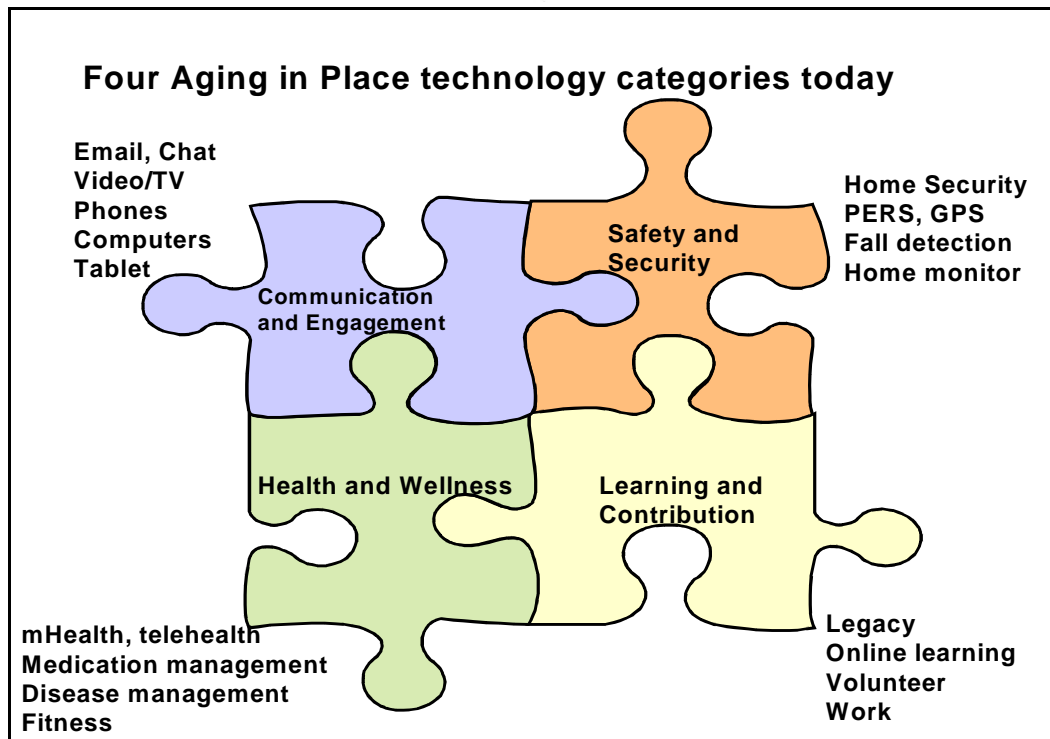 Four Aging in Place technology categories today
Email, Chat
Video/TV
Phones
Computers
Tablet
Communication
and Engagement
Safety and
Security
Home Security
PERS, GPS
Fall detection
Home monitor
Health and Wellness
Learning and
Contribution
mHealth, telehealth
Medication management
Disease management
Fitness
Legacy
Online learning
Volunteer
Work